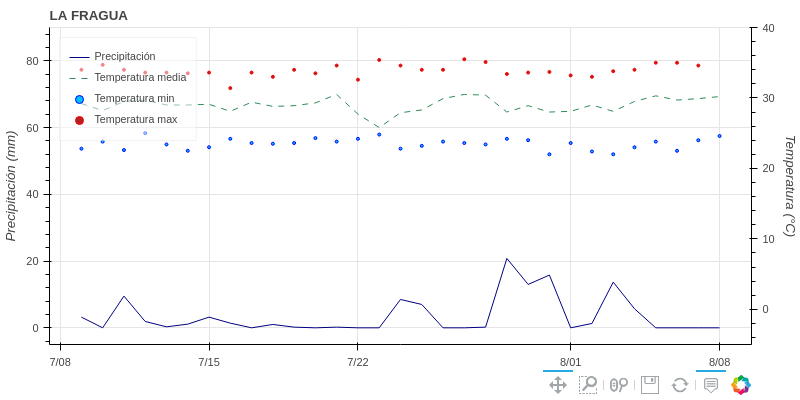 LA FRAGUA
Precipitación
Temperatura media
Temperatura min
Temperatura max
Precipitación (mm)
80
60
40
20
0
40
30
20
10
0
Temperatura (°C)
7/08
7/15
7/22
8/01
8/08